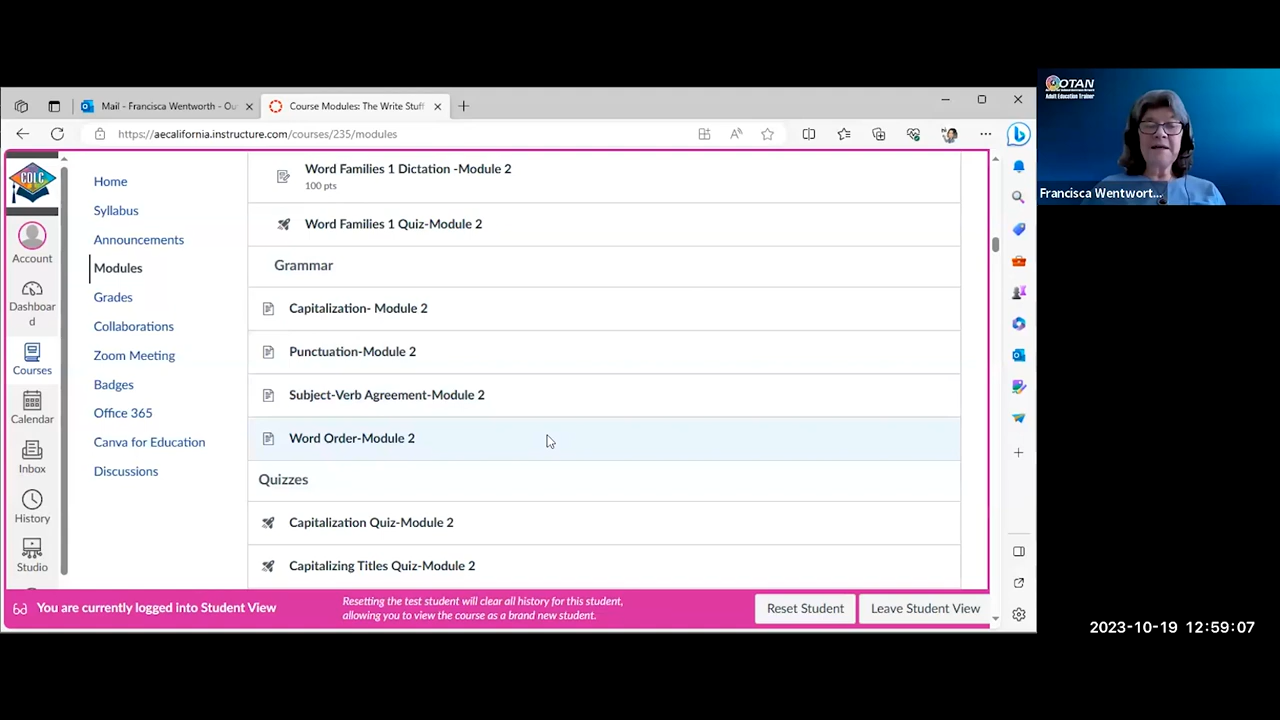 Mail - Francisca Wentworth - Ou
Course Modules: The Write Stuff
https://aecalifornia.instructure.com/courses/235/modules
OTAN
Adult Education Trainer
Francisca Wentwort...
CDLC
Account
Dashboar
d
Courses
Calendar
Inbox
History
Studio
Home
Syllabus
Announcements
Modules
Grades
Collaborations
Zoom Meeting
Badges
Office 365
Canva for Education
Discussions
Word Families 1 Dictation -Module 2
100 pts
Word Families 1 Quiz-Module 2
Grammar
Capitalization- Module 2
Punctuation-Module 2
Subject-Verb Agreement-Module 2
Word Order-Module 2
Quizzes
Capitalization Quiz-Module 2
Capitalizing Titles Quiz-Module 2
You are currently logged into Student View
Resetting the test student will clear all history for this student,
allowing you to view the course as a brand new student.
Reset Student
Leave Student View
2023-10-19 12:59:07